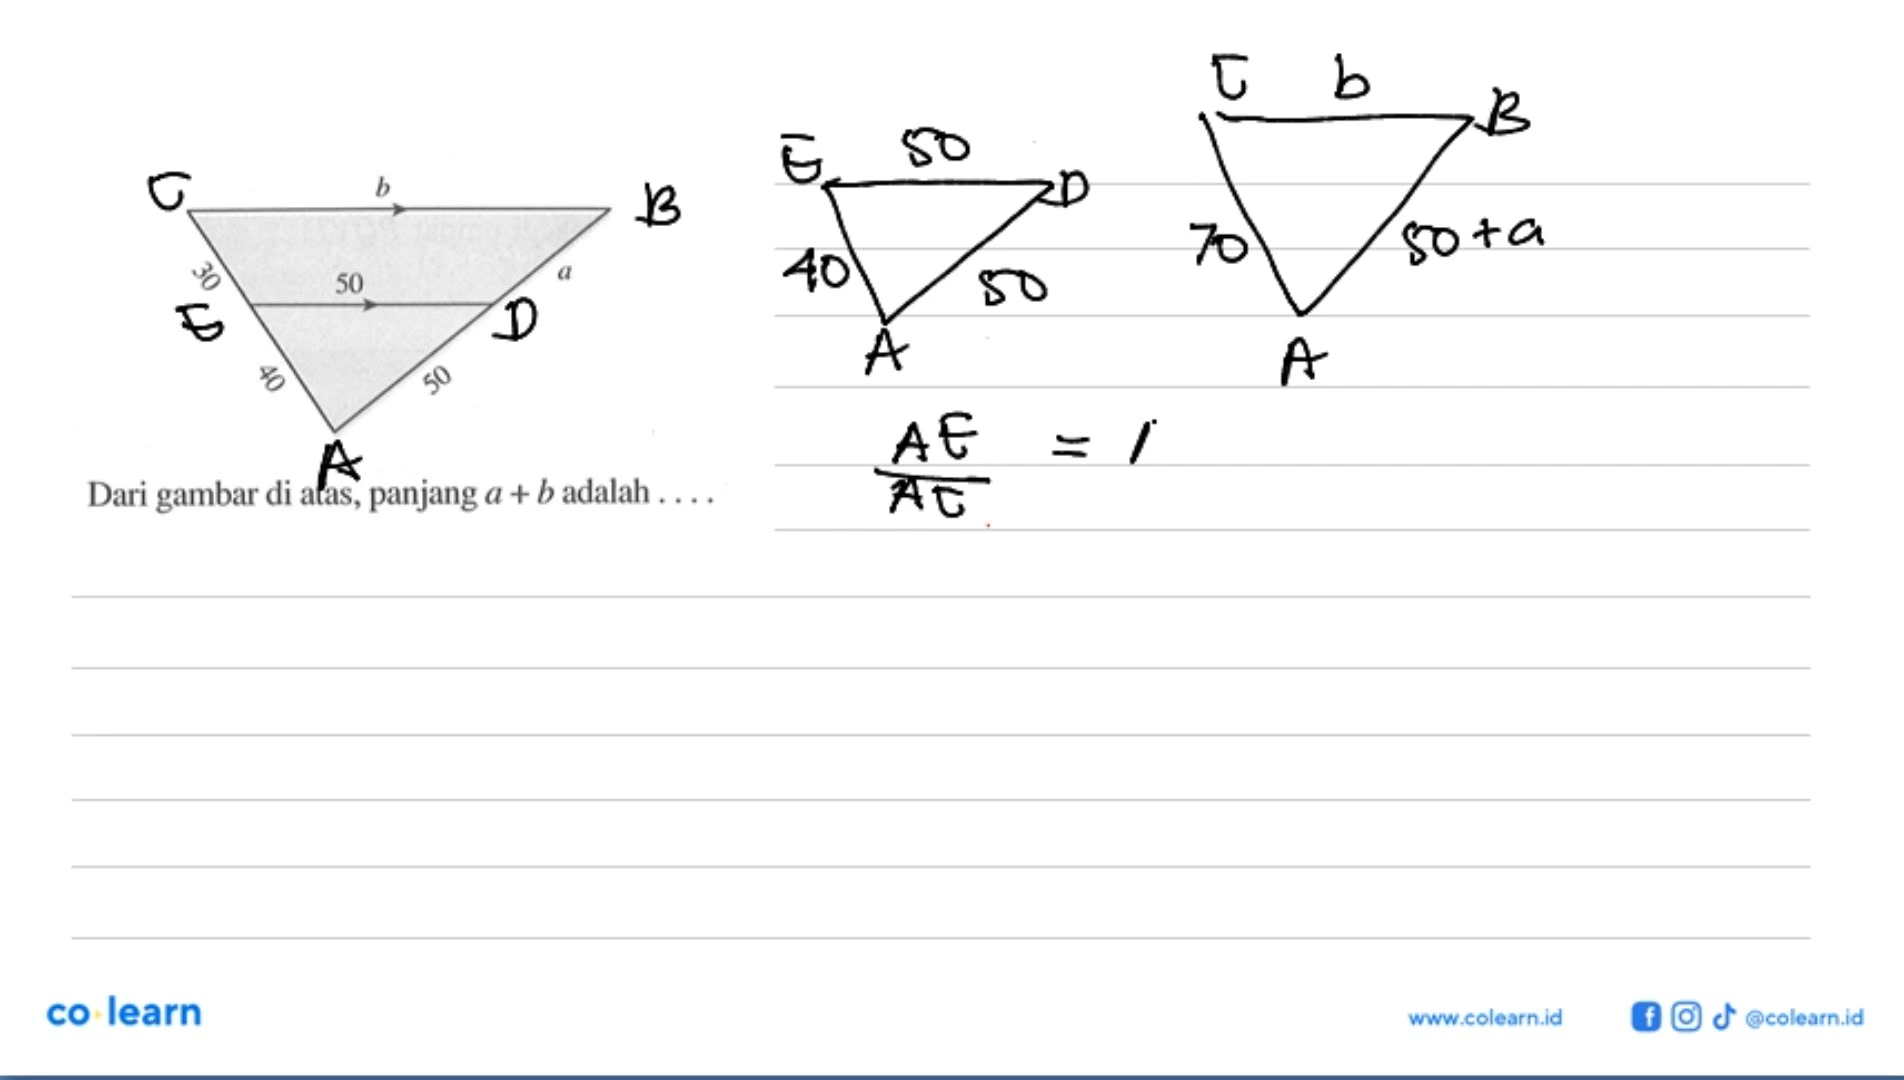 C b B
30 50 a
E D
40 50
A
Dari gambar di atas, panjang a + b adalah . . . .
E 50 D
40 50
A
C b B
70 50+a
A
AE =
AC
co learn
www.colearn.id
@colearn.id